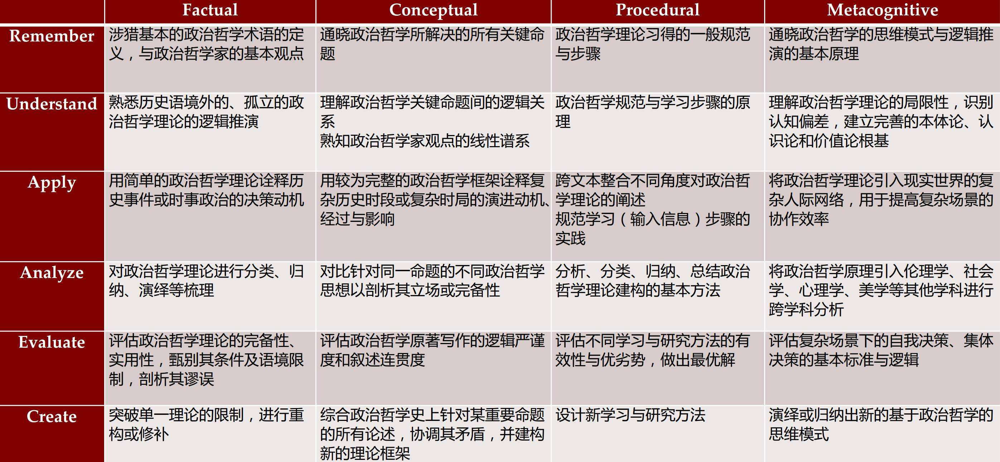 Factual
Conceptual
Procedural
Metacognitive
Remember
涉猎基本的政治哲学术语的定
义，与政治哲学家的基本观点
通晓政治哲学所解决的所有关键命
题
政治哲学理论习得的一般规范
与步骤
通晓政治哲学的思维模式与逻辑推
演的基本原理
Understand
熟悉历史语境外的、孤立的政
治哲学理论的逻辑推演
理解政治哲学关键命题间的逻辑关
系
熟知政治哲学家观点的线性谱系
政治哲学规范与学习步骤的原
理
理解政治哲学理论的局限性，识别
认知偏差，建立完善的本体论、认
识论和价值论根基
Apply
用简单的政治哲学理论诠释历
史事件或时事政治的决策动机
用较为完整的政治哲学框架诠释复
杂历史时段或复杂时局的演进动机、
经过与影响
跨文本整合不同角度对政治哲
学理论的阐述
规范学习（输入信息）步骤的
实践
将政治哲学理论引入现实世界的复
杂人际网络，用于提高复杂场景的
协作效率
Analyze
对政治哲学理论进行分类、归
纳、演绎等梳理
对比针对同一命题的不同政治哲学
思想以剖析其立场或完备性
分析、分类、归纳、总结政治
哲学理论建构的基本方法
将政治哲学原理引入伦理学、社会
学、心理学、美学等其他学科进行
跨学科分析
Evaluate
评估政治哲学理论的完备性、
实用性，甄别其条件及语境限
制，剖析其谬误
评估政治哲学原著写作的逻辑严谨
度和叙述连贯度
评估不同学习与研究方法的有
效性与优劣势，做出最优解
评估复杂场景下的自我决策、集体
决策的基本标准与逻辑
Create
突破单一理论的限制，进行重
构或修补
综合政治哲学史上针对某重要命题
的所有论述，协调其矛盾，并建构
新的理论框架
设计新学习与研究方法
演绎或归纳出新的基于政治哲学的
思维模式